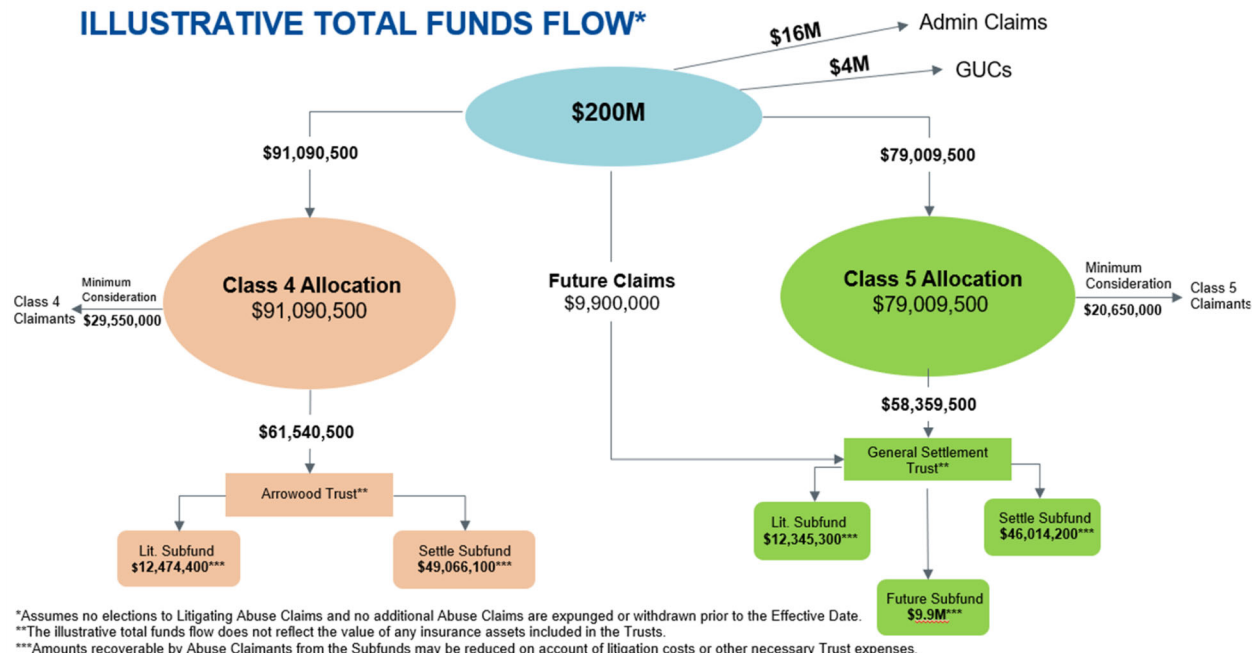 ILLUSTRATIVE TOTAL FUNDS FLOW*
$16M
Admin Claims
$4M
GUCs
$200M
$91,090,500
$79,009,500
Class 4 Allocation
$91,090,500
Minimum
Consideration
$29,550,000
Class 4
Claimants
Future Claims
$9,900,000
Class 5 Allocation
$79,009,500
Minimum
Consideration
$20,650,000
Class 5
Claimants
$61,540,500
$58,359,500
Arrowood Trust**
General Settlement
Trust**
Lit. Subfund
$12,474,400***
Settle Subfund
$49,066,100***
Lit. Subfund
$12,345,300***
Settle Subfund
$46,014,200***
Future Subfund
$9.9M***
*Assumes no elections to Litigating Abuse Claims and no additional Abuse Claims are expunged or withdrawn prior to the Effective Date.
**The illustrative total funds flow does not reflect the value of any insurance assets included in the Trusts.
***Amounts recoverable by Abuse Claimants from the Subfunds may be reduced on account of litigation costs or other necessary Trust expenses.